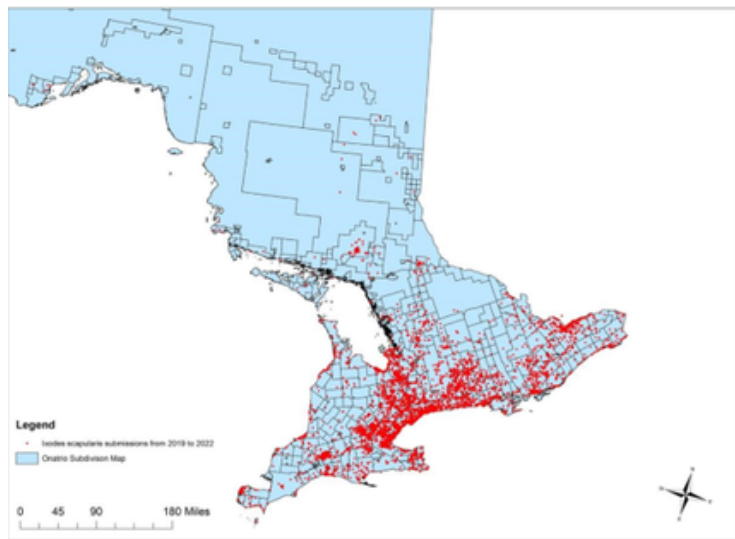 Legend
Ixodes scapularis submissions from 2019 to 2022
Onatrio Subdivison Map
0 45 90 180 Miles
N